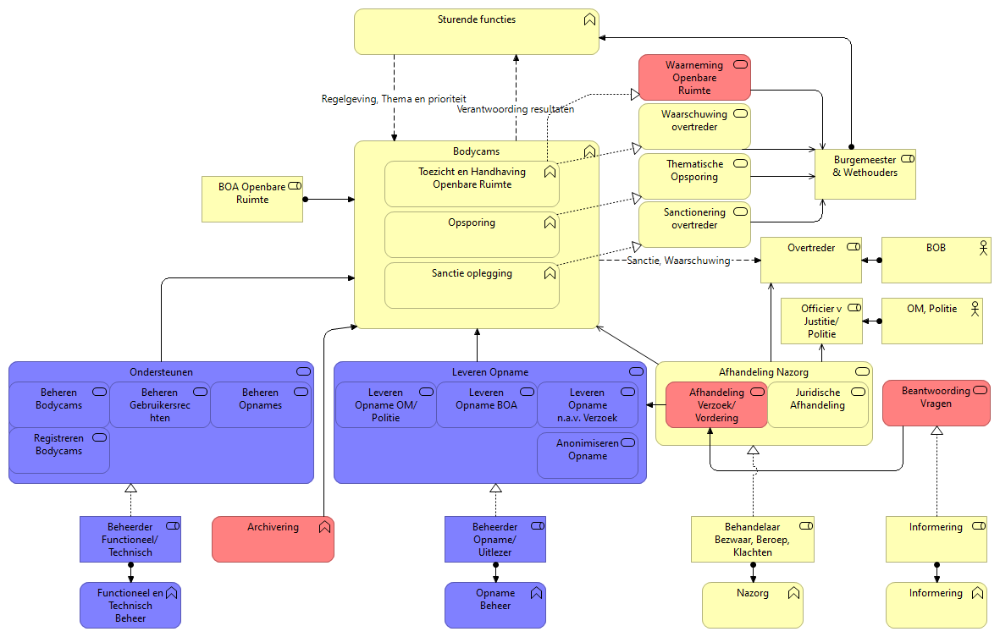 Sturende functies
Regelgeving, Thema en prioriteit
Verantwoording resultaten
Waarneming
Openbare
Ruimte
Waarschuwing
overtreder
Thematische
Opsporing
Sanctionering
overtreder
Burgemeester
& Wethouders
BOA Openbare
Ruimte
Bodycams
Toezicht en Handhaving
Openbare Ruimte
Opsporing
Sanctie oplegging
Sanctie, Waarschuwing
Overtreder
BOB
Officier v
Justitie/
Politie
OM, Politie
Ondersteunen
Beheren
Bodycams
Beheren
Gebruikersrec
hten
Beheren
Opnames
Registreren
Bodycams
Leveren Opname
Leveren
Opname OM/
Politie
Leveren
Opname BOA
Leveren
Opname
n.a.v. Verzoek
Anonimiseren
Opname
Afhandeling Nazorg
Afhandeling
Verzoek/
Vordering
Juridische
Afhandeling
Beantwoording
Vragen
Beheerder
Functioneel/
Technisch
Archivering
Beheerder
Opname/
Uitlezer
Behandelaar
Bezwaar, Beroep,
Klachten
Informering
Functioneel en
Technisch
Beheer
Opname
Beheer
Nazorg
Informering